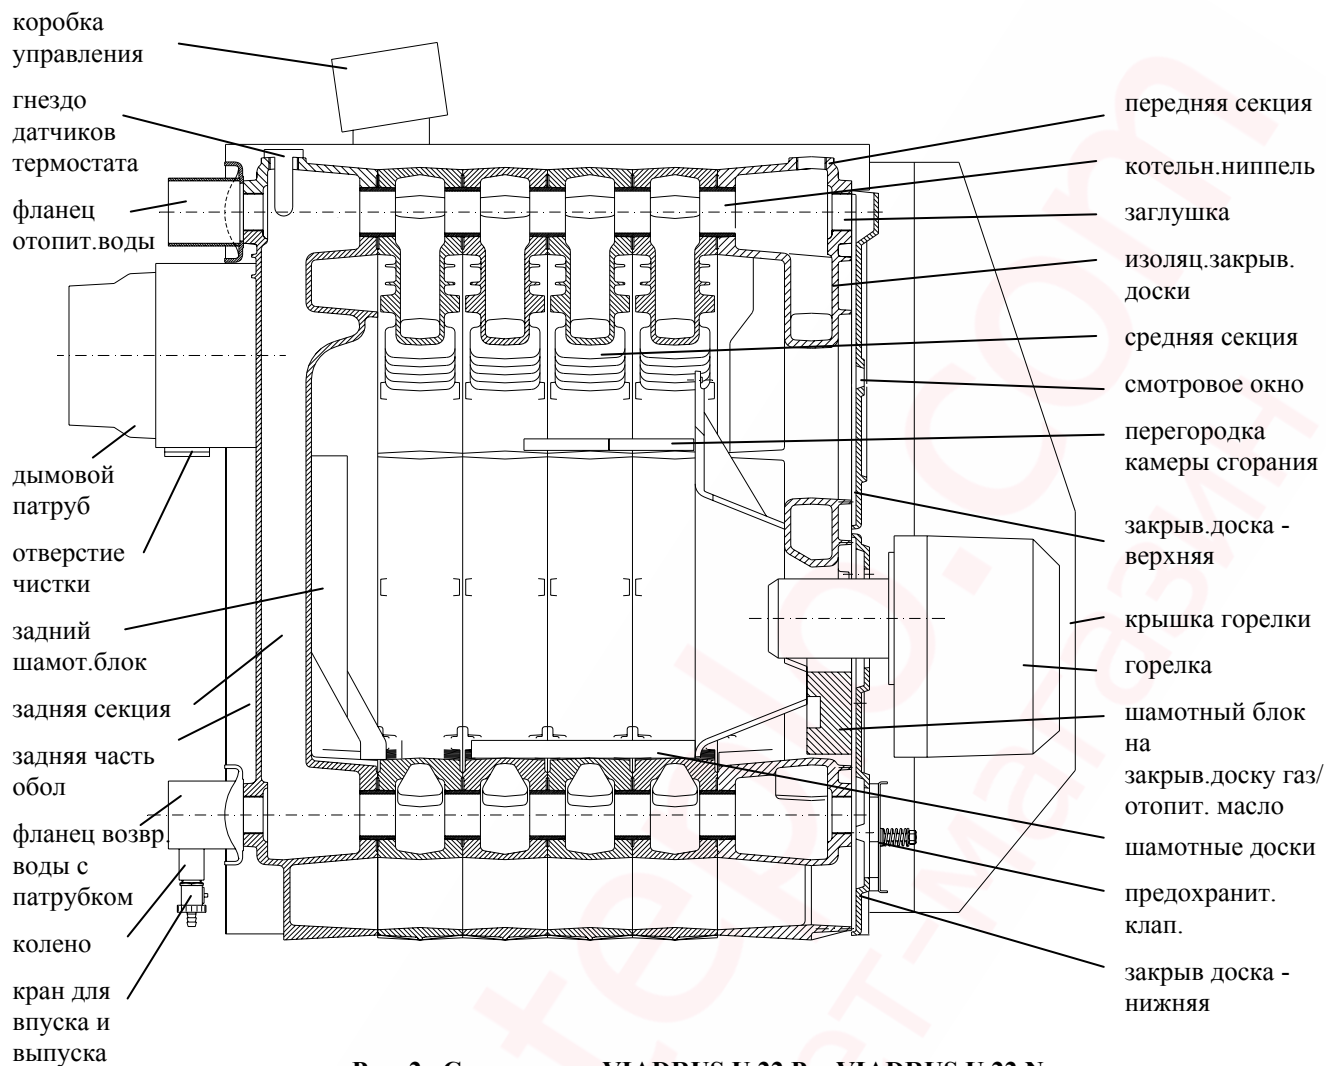 коробка
управления
гнездо
датчиков
термостата
фланец
отопит.воды
дымовой
патруб
отверстие
чистки
задний
шамот.блок
задняя секция
задняя часть
обол
фланец возвр.
воды с
патрубком
колено
кран для
впуска и
выпуска
передняя секция
котельн.ниппель
заглушка
изоляц.закрыв.
доски
средняя секция
смотровое окно
перегородка
камеры сгорания
закрыв.доска -
верхняя
крышка горелки
горелка
шамотный блок
на
закрыв.доску газ/
отопит. масло
шамотные доски
предохранит.
клап.
закрыв доска -
нижняя
teplo.com